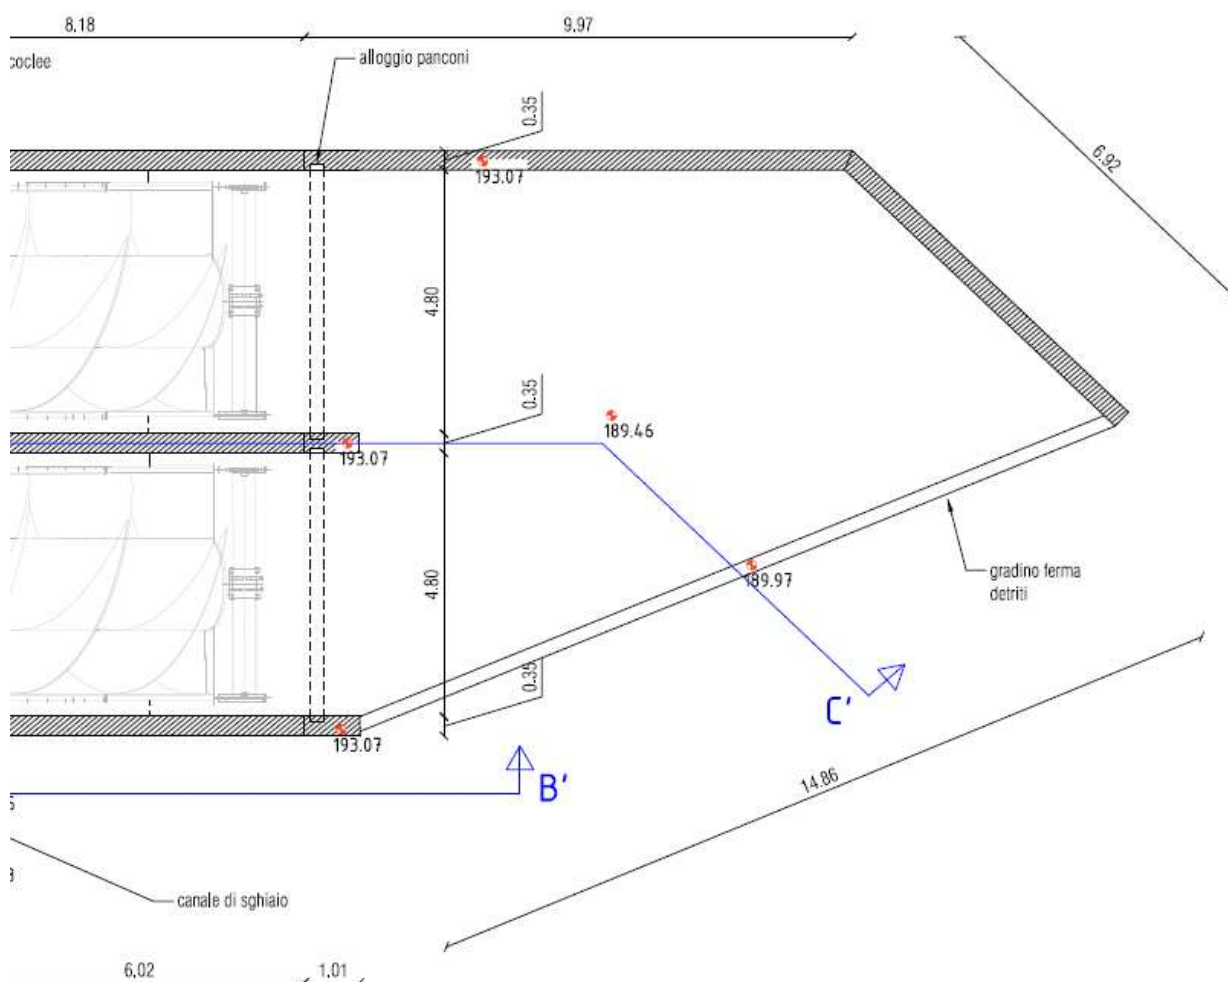 8.18
9.97
coclee
alloggio panconi
0.35
193.07
6.92
4.80
0.35
189.46
193.07
4.80
189.97
gradino ferma
detriti
0.35
193.07
C'
B'
14.86
canale di sghiaio
6.02
1.01